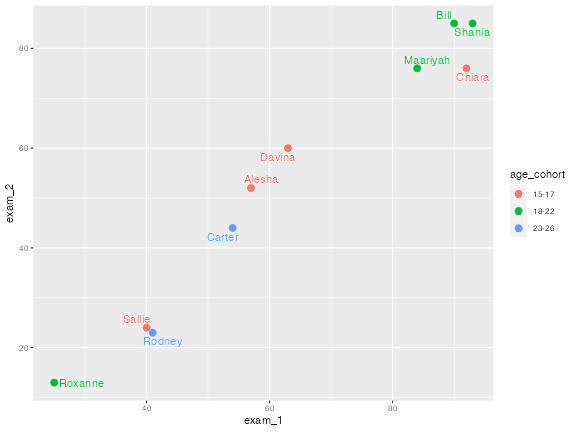 Bill
Shania
80
Maariyah
Chiara
age_cohort
Davina
60
15-17
Alesha
18-22
exam_2
23-26
Carter
40
Sallie
Rodney
20
Roxanne
40
60
80
exam_1